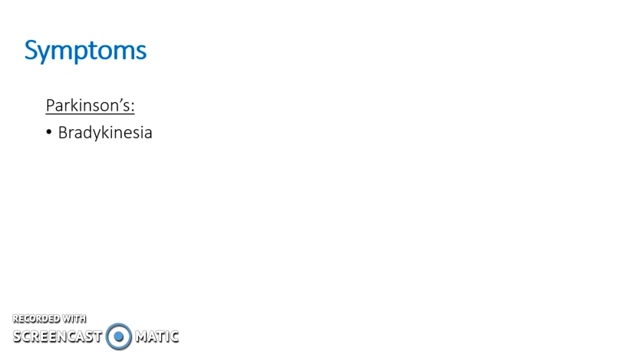 Symptoms
Parkinson's:
• Bradykinesia
RECORDED WITH
SCREENCAST MATIC